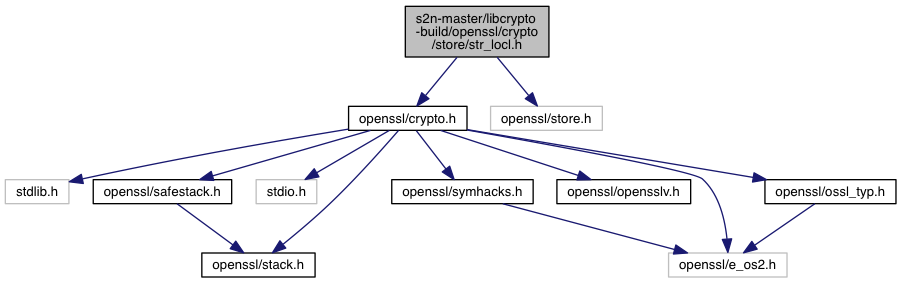 s2n-master/libcrypto
-build/openssl/crypto
/store/str_locl.h
openssl/crypto.h
openssl/store.h
stdlib.h
openssl/safestack.h
stdio.h
openssl/symhacks.h
openssl/opensslv.h
openssl/ossl_typ.h
openssl/stack.h
openssl/e_os2.h